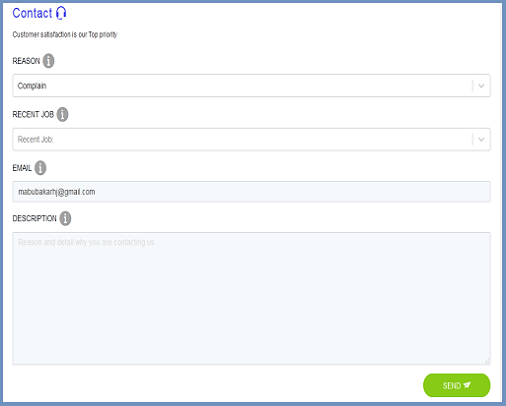 Contact
Customer satisfaction is our Top priority
REASON
Complain
RECENT JOB
Recent Job:
EMAIL
mabubakarhj@gmail.com
DESCRIPTION
Reason and detail why you are contacting us
SEND